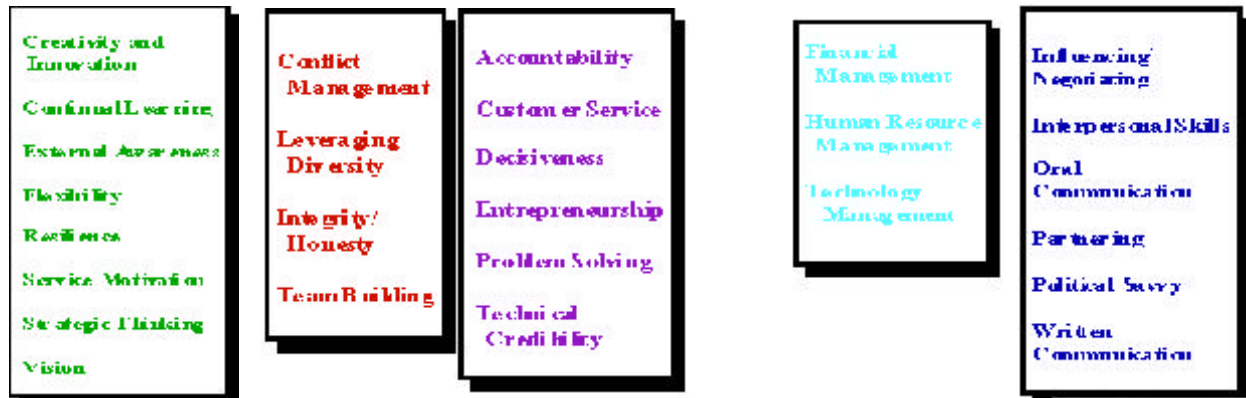 Creativity and
Innovation
Continual Learning
External Awareness
Flexibility
Resilience
Service Motivation
Strategic Thinking
Vision
Conflict
Management
Leveraging
Diversity
Integrity/
Honesty
Team Building
Accountability
Customer Service
Decisiveness
Entrepreneurship
Problem Solving
Technical
Credibility
Financial
Management
Human Resource
Management
Technology
Management
Influencing/
Negotiating
Interpersonal Skills
Oral
Communication
Partnering
Political Savvy
Written
Communication